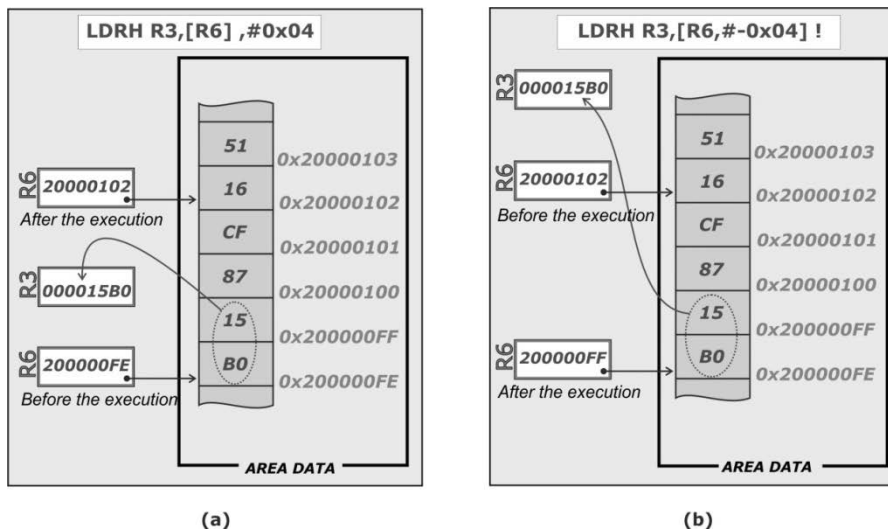 LDRH R3,[R6] ,#0x04
51
0x20000103
R6
20000102
16
After the execution
0x20000102
CF
0x20000101
R3
000015B0
87
0x20000100
15
0x200000FF
R6
200000FE
B0
Before the execution
0x200000FE
AREA DATA
(a)
LDRH R3,[R6,#-0x04] !
R3
000015B0
51
0x20000103
R6
20000102
16
Before the execution
0x20000102
CF
0x20000101
87
0x20000100
15
0x200000FF
R6
200000FF
B0
After the execution
0x200000FE
AREA DATA
(b)